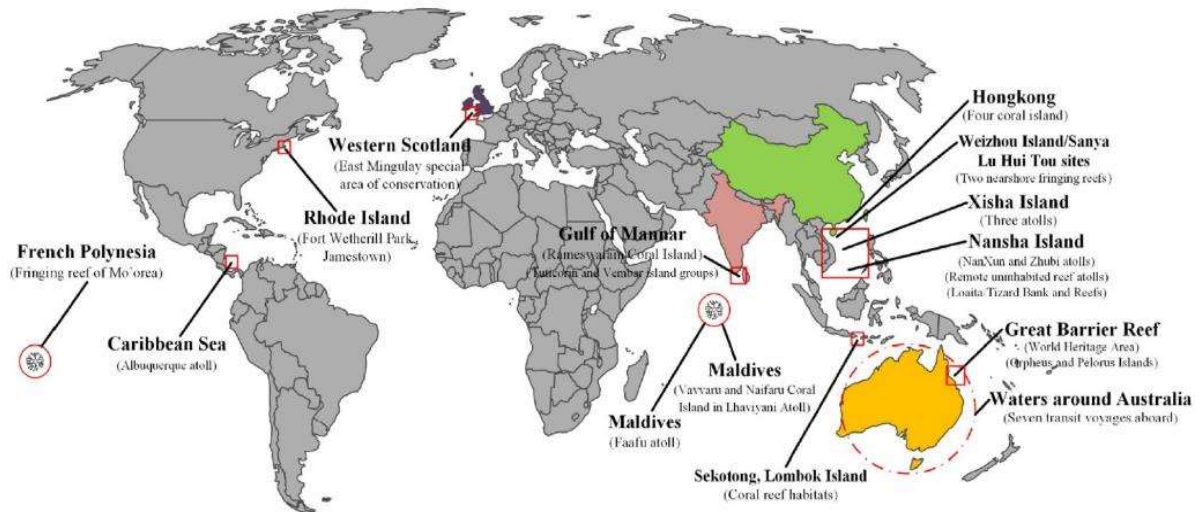 Hongkong
(Four coral island)
Weizhou Island/Sanya
Lu Hui Tou sites
(Two nearshore fringing reefs)
Xisha Island
(Three atolls)
Nansha Island
(NanXun and Zhubi atolls)
(Remote uninhabited reef atolls)
(Loaita Tizard Bank and Reefs)
Western Scotland
(East Mingulay special
area of conservation)
Rhode Island
(Fort Wetherill Park,
Jamestown)
French Polynesia
(Fringing reef of Mo'orea)
Caribbean Sea
(Albuquerque atoll)
Gulf of Mannar
(Rameswaram Coral Island)
(Tuticorin and Vembar island groups)
Maldives
(Vavvaru and Naifaru Coral
Island in Lhaviyani Atoll)
Maldives
(Faafu atoll)
Great Barrier Reef
(World Heritage Area)
(Orpheus and Pelorus Islands)
Waters around Australia
(Seven transit voyages aboard)
Sekotong, Lombok Island
(Coral reef habitats)